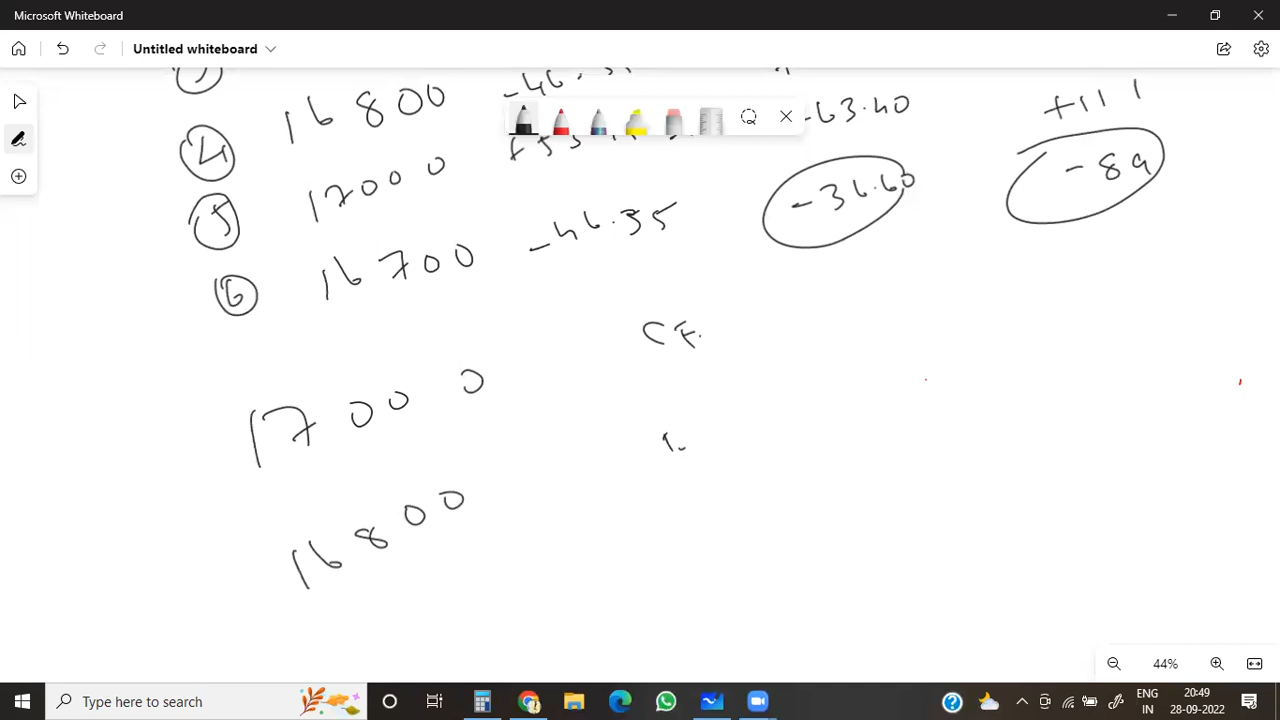 Microsoft Whiteboard
Untitled whiteboard
④ 16800
-63.40
+111
⑤ 17000
-36.60
-89
⑥ 16700 -46.35
CE
17000
16800
44%
Type here to search
ENG
IN
20:49
28-09-2022